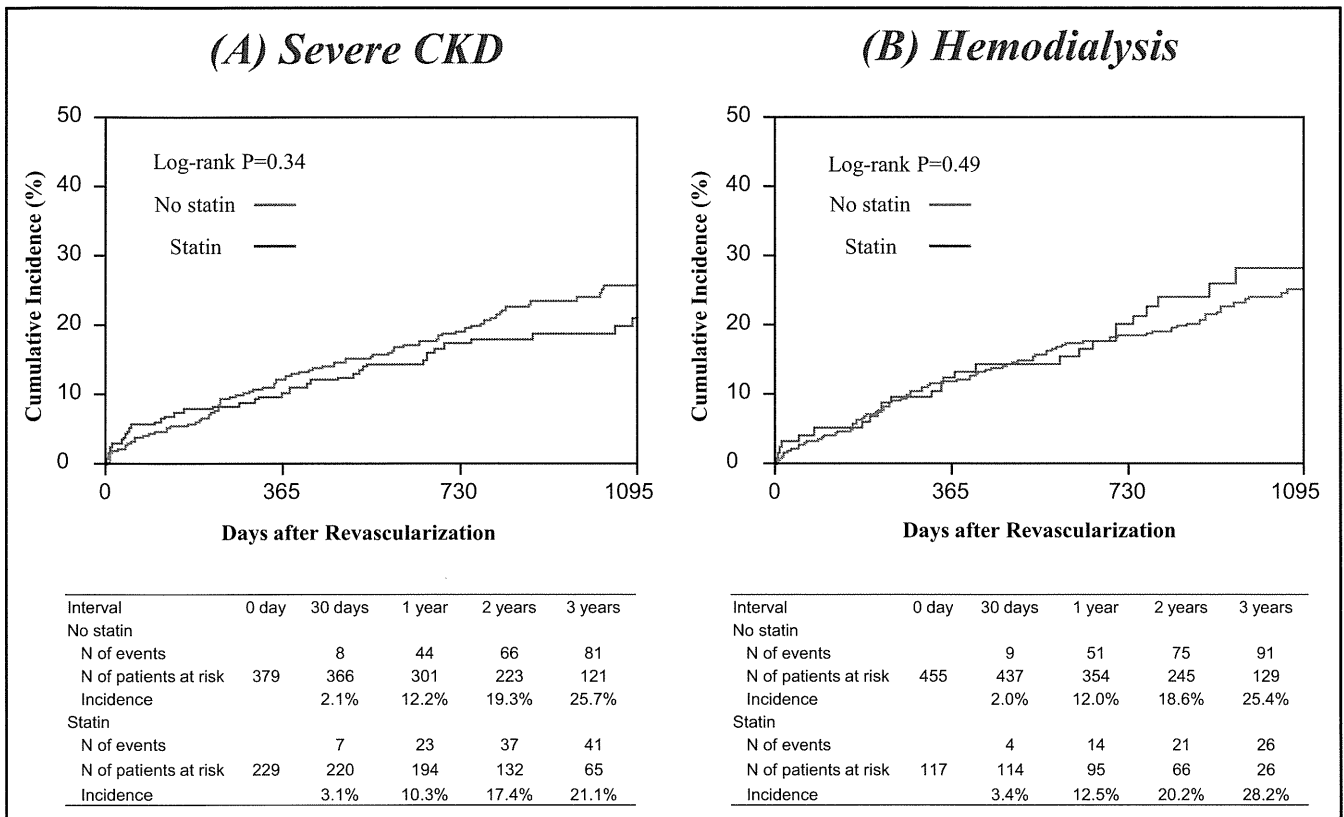 (A) Severe CKD
50
40
30
20
10
0
Cumulative Incidence (%)
Log-rank P=0.34
No statin
Statin
0 365 730 1095
Days after Revascularization
Interval 0 day 30 days 1 year 2 years 3 years
No statin
N of events 8 44 66 81
N of patients at risk 379 366 301 223 121
Incidence 2.1% 12.2% 19.3% 25.7%
Statin
N of events 7 23 37 41
N of patients at risk 229 220 194 132 65
Incidence 3.1% 10.3% 17.4% 21.1%
(B) Hemodialysis
50
40
30
20
10
0
Cumulative Incidence (%)
Log-rank P=0.49
No statin
Statin
0 365 730 1095
Days after Revascularization
Interval 0 day 30 days 1 year 2 years 3 years
No statin
N of events 9 51 75 91
N of patients at risk 455 437 354 245 129
Incidence 2.0% 12.0% 18.6% 25.4%
Statin
N of events 4 14 21 26
N of patients at risk 117 114 95 66 26
Incidence 3.4% 12.5% 20.2% 28.2%